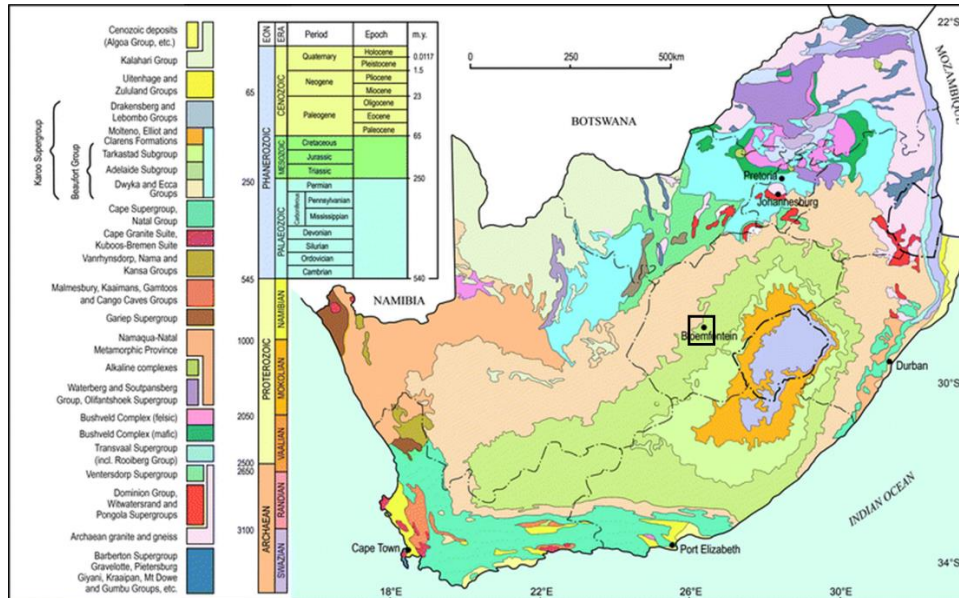 Cenozoic deposits
(Algoa Group, etc.)
Kalahari Group
Uitenhage and
Zululand Groups
Drakensberg and
Lebombo Groups
Molteno, Elliot and
Clarens Formations
Tarkastad Subgroup
Adelaide Subgroup
Dwyka and Ecca
Groups
Karoo Supergroup
Beaufort Group
Cape Supergroup,
Natal Group
Cape Granite Suite,
Kuboos-Bremen Suite
Vanrhynsdorp, Nama and
Kansa Groups
Malmesbury, Kaaimans, Gamtoos
and Cango Caves Groups
Gariep Supergroup
Namaqua-Natal
Metamorphic Province
Alkaline complexes
Waterberg and Soutpansberg
Group, Olifantshoek Supergroup
Bushveld Complex (felsic)
Bushveld Complex (mafic)
Transvaal Supergroup
(incl. Rooiberg Group)
Ventersdorp Supergroup
Dominion Group,
Witwatersrand and
Pongola Supergroups
Archaean granite and gneiss
Barberton Supergroup
Gravelotte, Pietersburg
Giyani, Kraaipan, Mt Dowe
and Gumbu Groups, etc.
65
250
545
1000
2050
2500
2650
3100
EON
ERA
Period
Epoch
m.y.
PHANEROZOIC
CENOZOIC
MESOZOIC
PALAEOZOIC
Quaternary
Holocene
0.0117
Pleistocene
1.5
Neogene
Pliocene
Miocene
23
Paleogene
Oligocene
Eocene
Paleocene
65
Cretaceous
Jurassic
Triassic
250
Permian
Carboniferous
Pennsylvanian
Mississippian
Devonian
Silurian
Ordovician
Cambrian
540
PROTEROZOIC
NAMIBIAN
MOKOLIAN
VAALIAN
ARCHAEAN
RANDIAN
SWAZIAN
0
500km
22°S
MOZAMBIQUE
BOTSWANA
Pretoria
Johannesburg
NAMIBIA
Bloemfontein
Durban
30°S
INDIAN OCEAN
Cape Town
Port Elizabeth
34°S
18°E
22°E
26°E
30°E